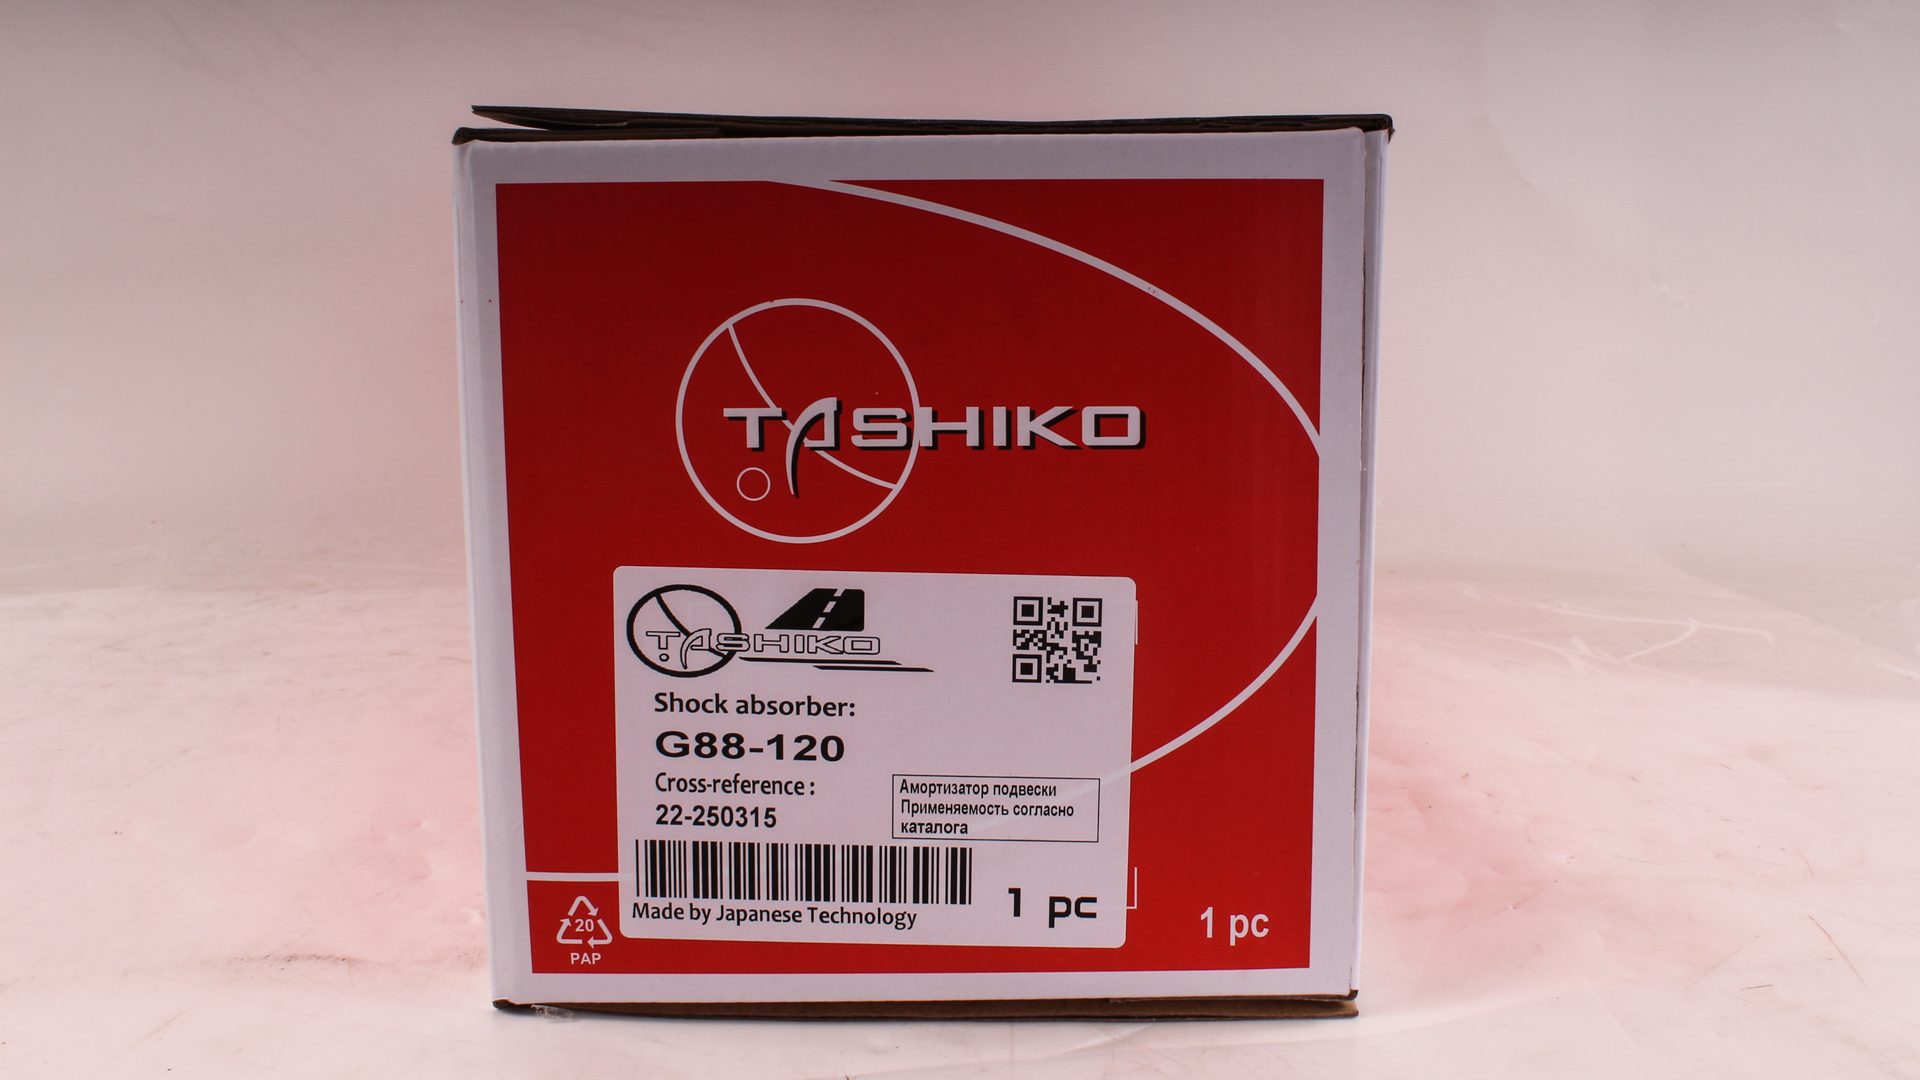 TASHIKO
TASHIKO
Shock absorber:
G88-120
Cross-reference :
22-250315
Амортизатор подвески
Применяемость согласно
каталога
Made by Japanese Technology
1 pc
20
PAP
1 pc